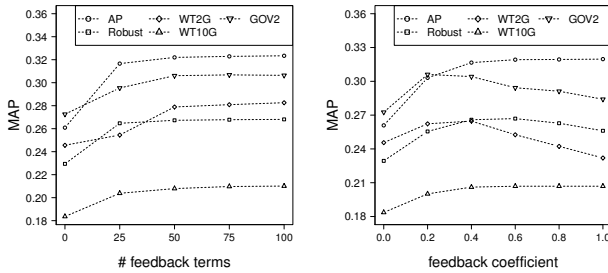 AP WT2G GOV2
Robust WT10G
0.36
0.34
0.32
0.30
0.28
0.26
0.24
0.22
0.20
0.18
MAP
0 25 50 75 100
# feedback terms
AP WT2G GOV2
Robust WT10G
0.36
0.33
0.30
0.27
0.24
0.21
0.18
MAP
0.0 0.2 0.4 0.6 0.8 1.0
feedback coefficient